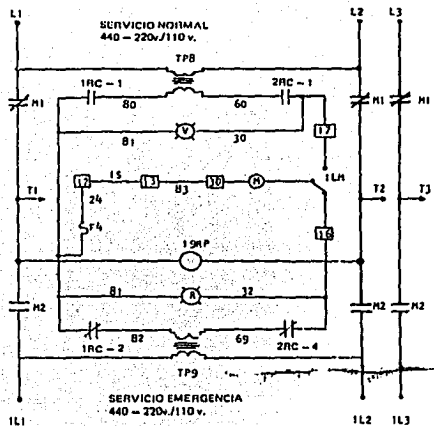 L1 L2 L3
SERVICIO NORMAL
440 - 220v./110 v.
TP8
1RC - 1 2RC - 1
M1 M1 M1
80 60
81 V 30 17
1LM
12 15 13 83 30 M
T1 24 T2 T3
F4 16
19RP
M2 81 R 32 M2 M2
1RC - 2 82 69 2RC - 4
TP9
SERVICIO EMERGENCIA
440 - 220v./110 v.
1L1 1L2 1L3